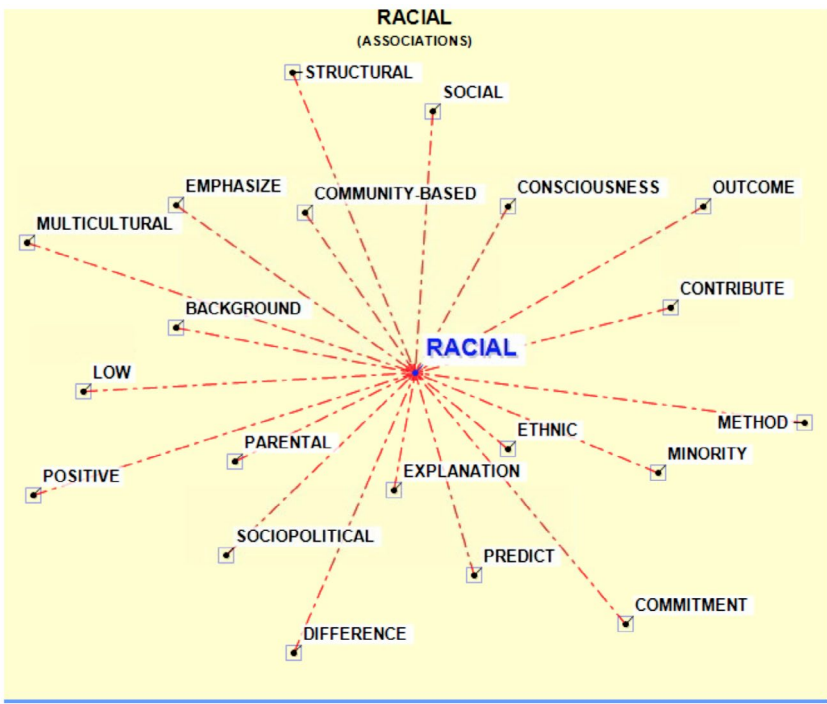 RACIAL
(ASSOCIATIONS)
STRUCTURAL
SOCIAL
EMPHASIZE
COMMUNITY-BASED
CONSCIOUSNESS
OUTCOME
MULTICULTURAL
CONTRIBUTE
BACKGROUND
RACIAL
LOW
METHOD
ETHNIC
PARENTAL
MINORITY
EXPLANATION
POSITIVE
SOCIOPOLITICAL
PREDICT
COMMITMENT
DIFFERENCE